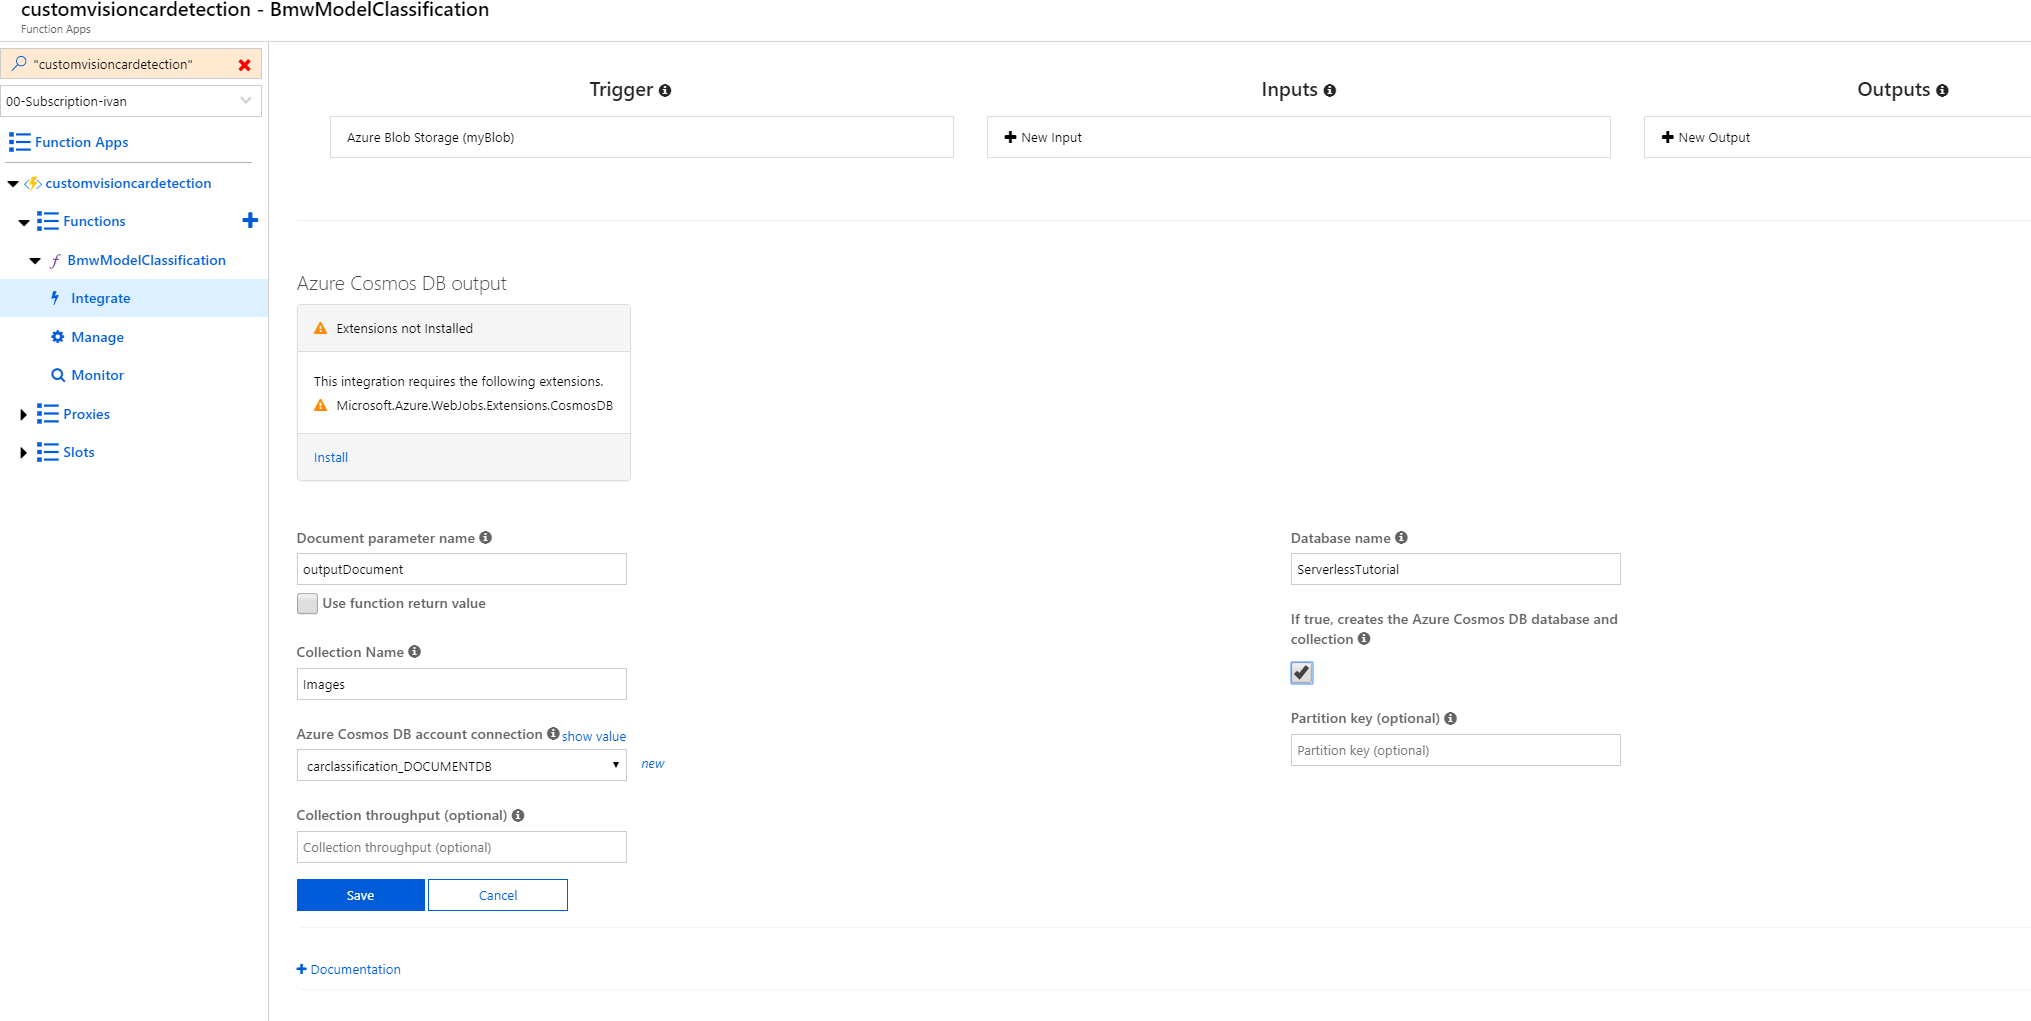 customvisioncardetection - BmwModelClassification
Function Apps
"customvisioncardetection"
00-Subscription-ivan
Function Apps
customvisioncardetection
Functions
BmwModelClassification
Integrate
Manage
Monitor
Proxies
Slots
Trigger
Azure Blob Storage (myBlob)
Inputs
New Input
Outputs
New Output
Azure Cosmos DB output
Extensions not Installed
This integration requires the following extensions.
Microsoft.Azure.WebJobs.Extensions.CosmosDB
Install
Document parameter name
outputDocument
Use function return value
Collection Name
Images
Azure Cosmos DB account connection show value
carclassification_DOCUMENTDB
new
Collection throughput (optional)
Collection throughput (optional)
Database name
ServerlessTutorial
If true, creates the Azure Cosmos DB database and
collection
Partition key (optional)
Partition key (optional)
Save
Cancel
Documentation